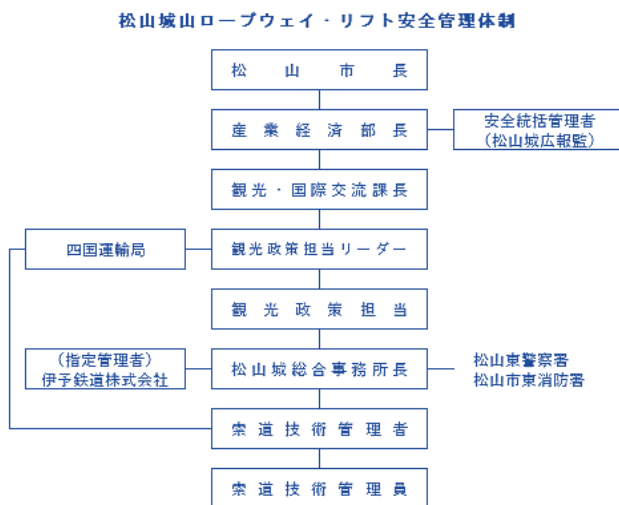 松山城山ロープウェイ・リフト安全管理体制
松山市長
産業経済部長
安全統括管理者
（松山城広報監）
観光・国際交流課長
四国運輸局
観光政策担当リーダー
観光政策担当
（指定管理者）
伊予鉄道株式会社
松山城総合事務所長
松山東警察署
松山市東消防署
索道技術管理者
索道技術管理員